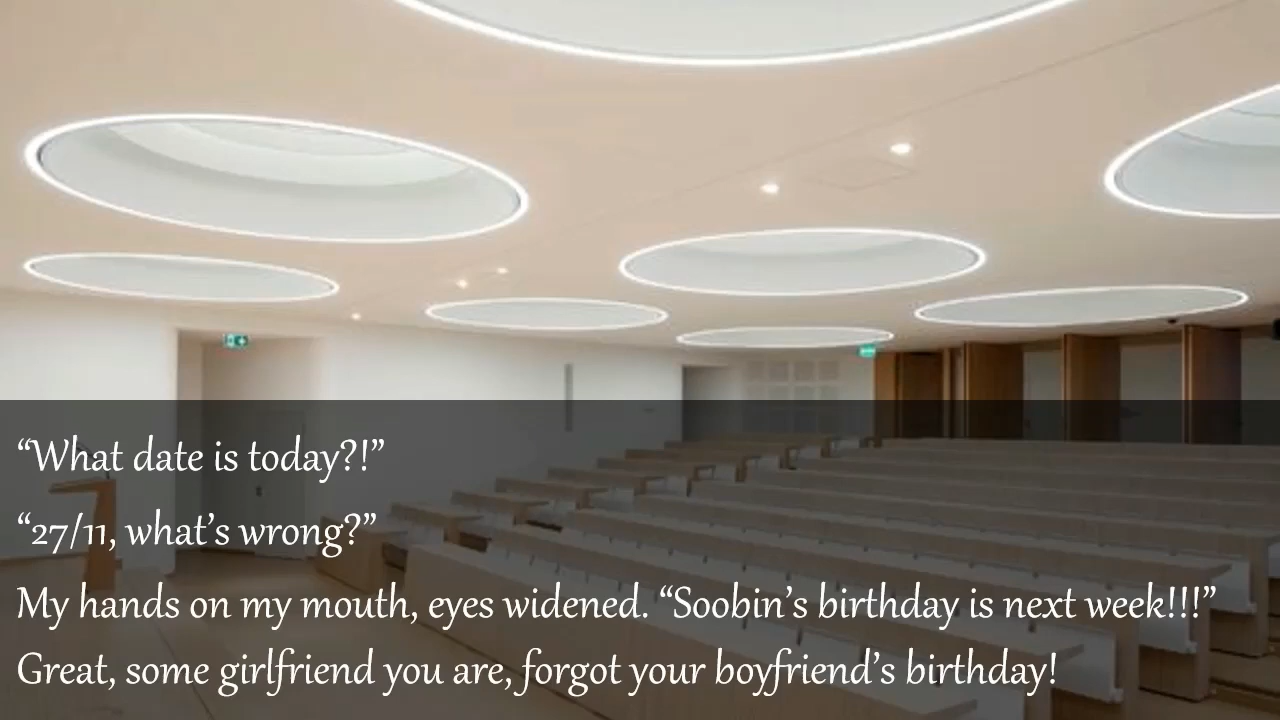 “What date is today?!”
“27/11, what’s wrong?”
My hands on my mouth, eyes widened. “Soobin’s birthday is next week!!!”
Great, some girlfriend you are, forgot your boyfriend’s birthday!